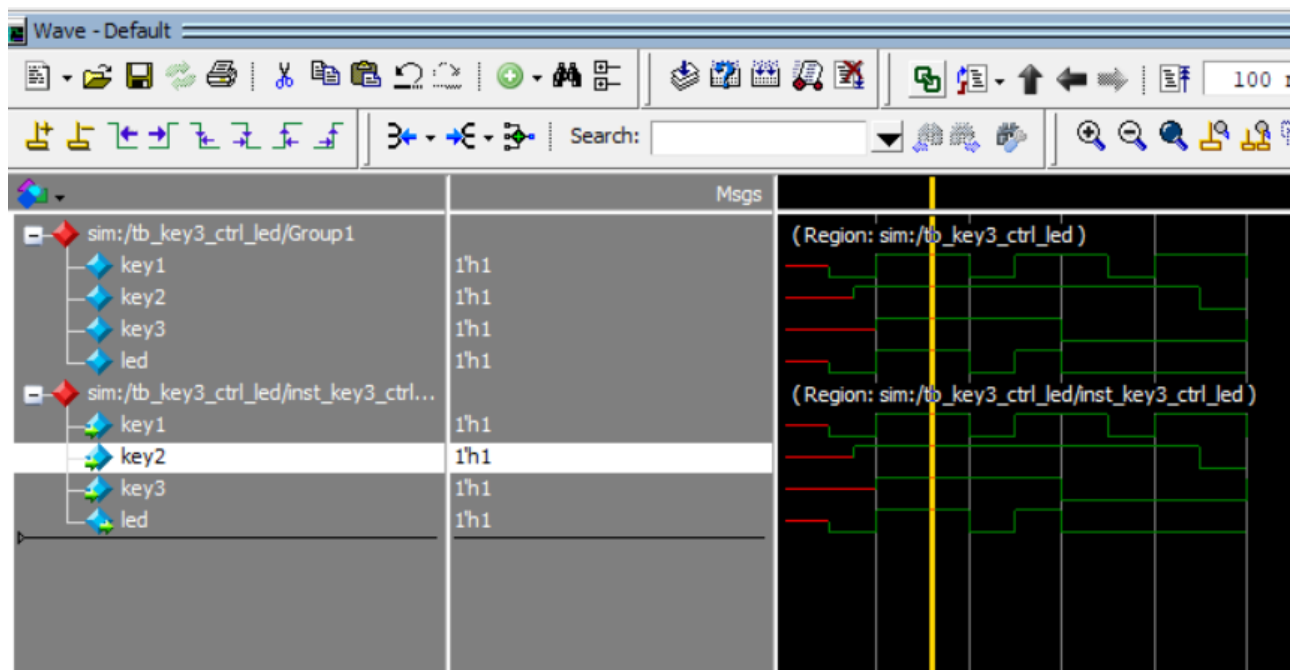 Wave - Default
100
Search:
Msgs
sim:/tb_key3_ctrl_led/Group1
(Region: sim:/tb_key3_ctrl_led )
key1 1'h1
key2 1'h1
key3 1'h1
led 1'h1
sim:/tb_key3_ctrl_led/inst_key3_ctrl...
(Region: sim:/tb_key3_ctrl_led/inst_key3_ctrl_led )
key1 1'h1
key2 1'h1
key3 1'h1
led 1'h1